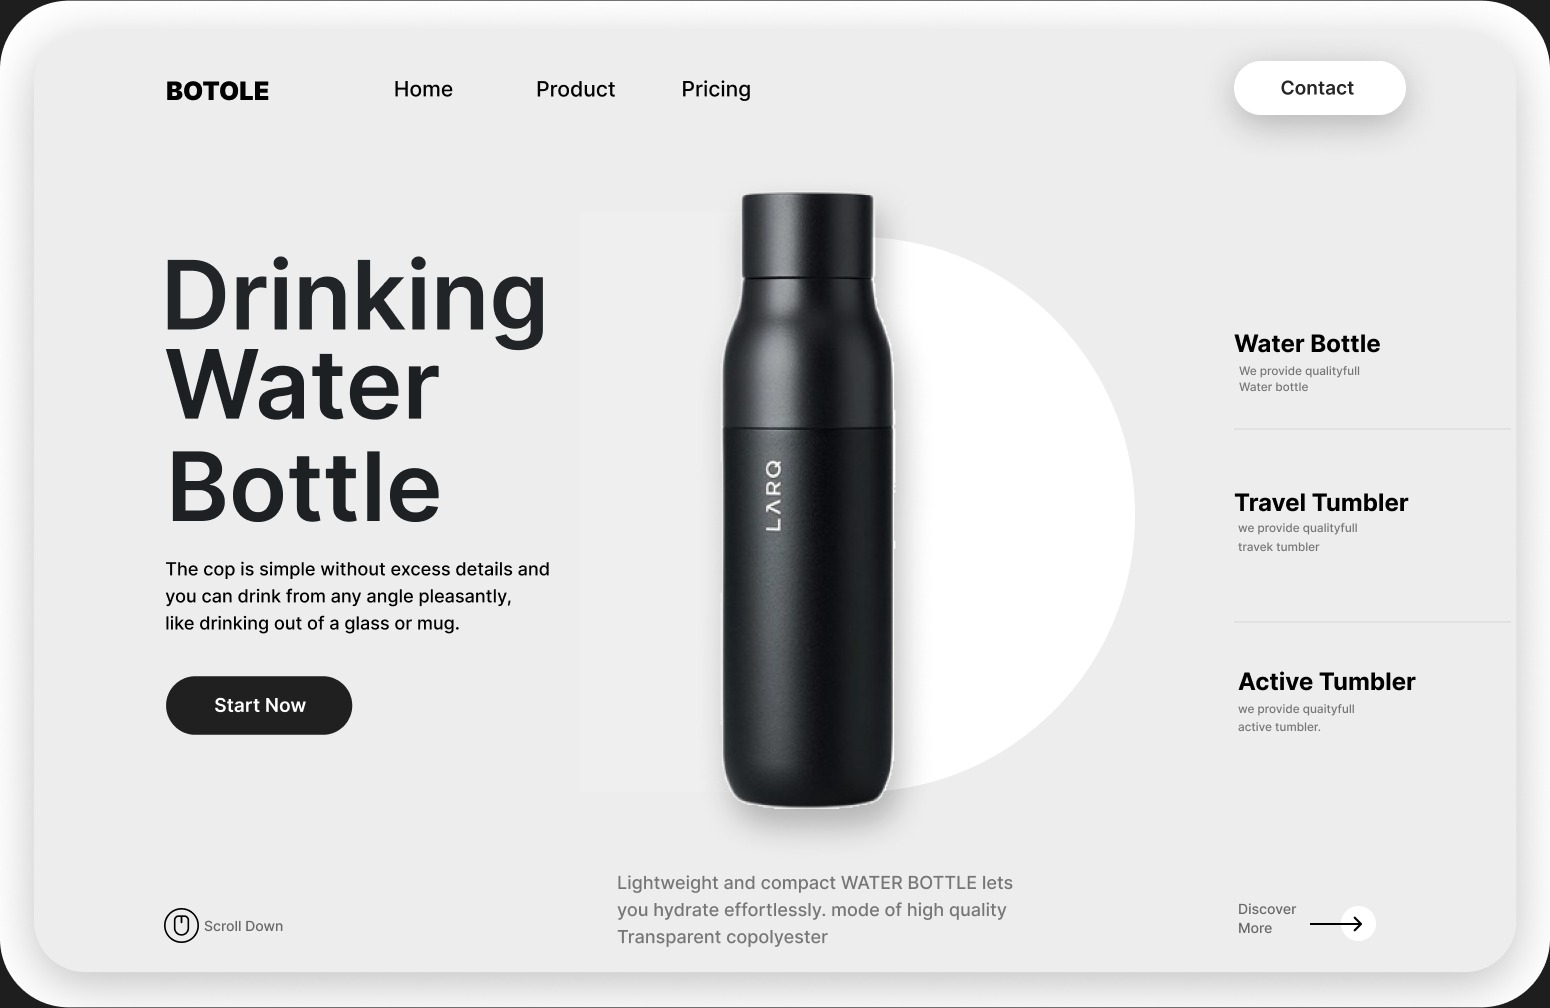 BOTOLE
Home
Product
Pricing
Contact
Drinking
Water
Bottle
The cop is simple without excess details and
you can drink from any angle pleasantly,
like drinking out of a glass or mug.
Start Now
LARQ
Water Bottle
We provide qualityfull
Water bottle
Travel Tumbler
we provide qualityfull
travek tumbler
Active Tumbler
we provide quaityfull
active tumbler.
Scroll Down
Lightweight and compact WATER BOTTLE lets
you hydrate effortlessly. mode of high quality
Transparent copolyester
Discover
More